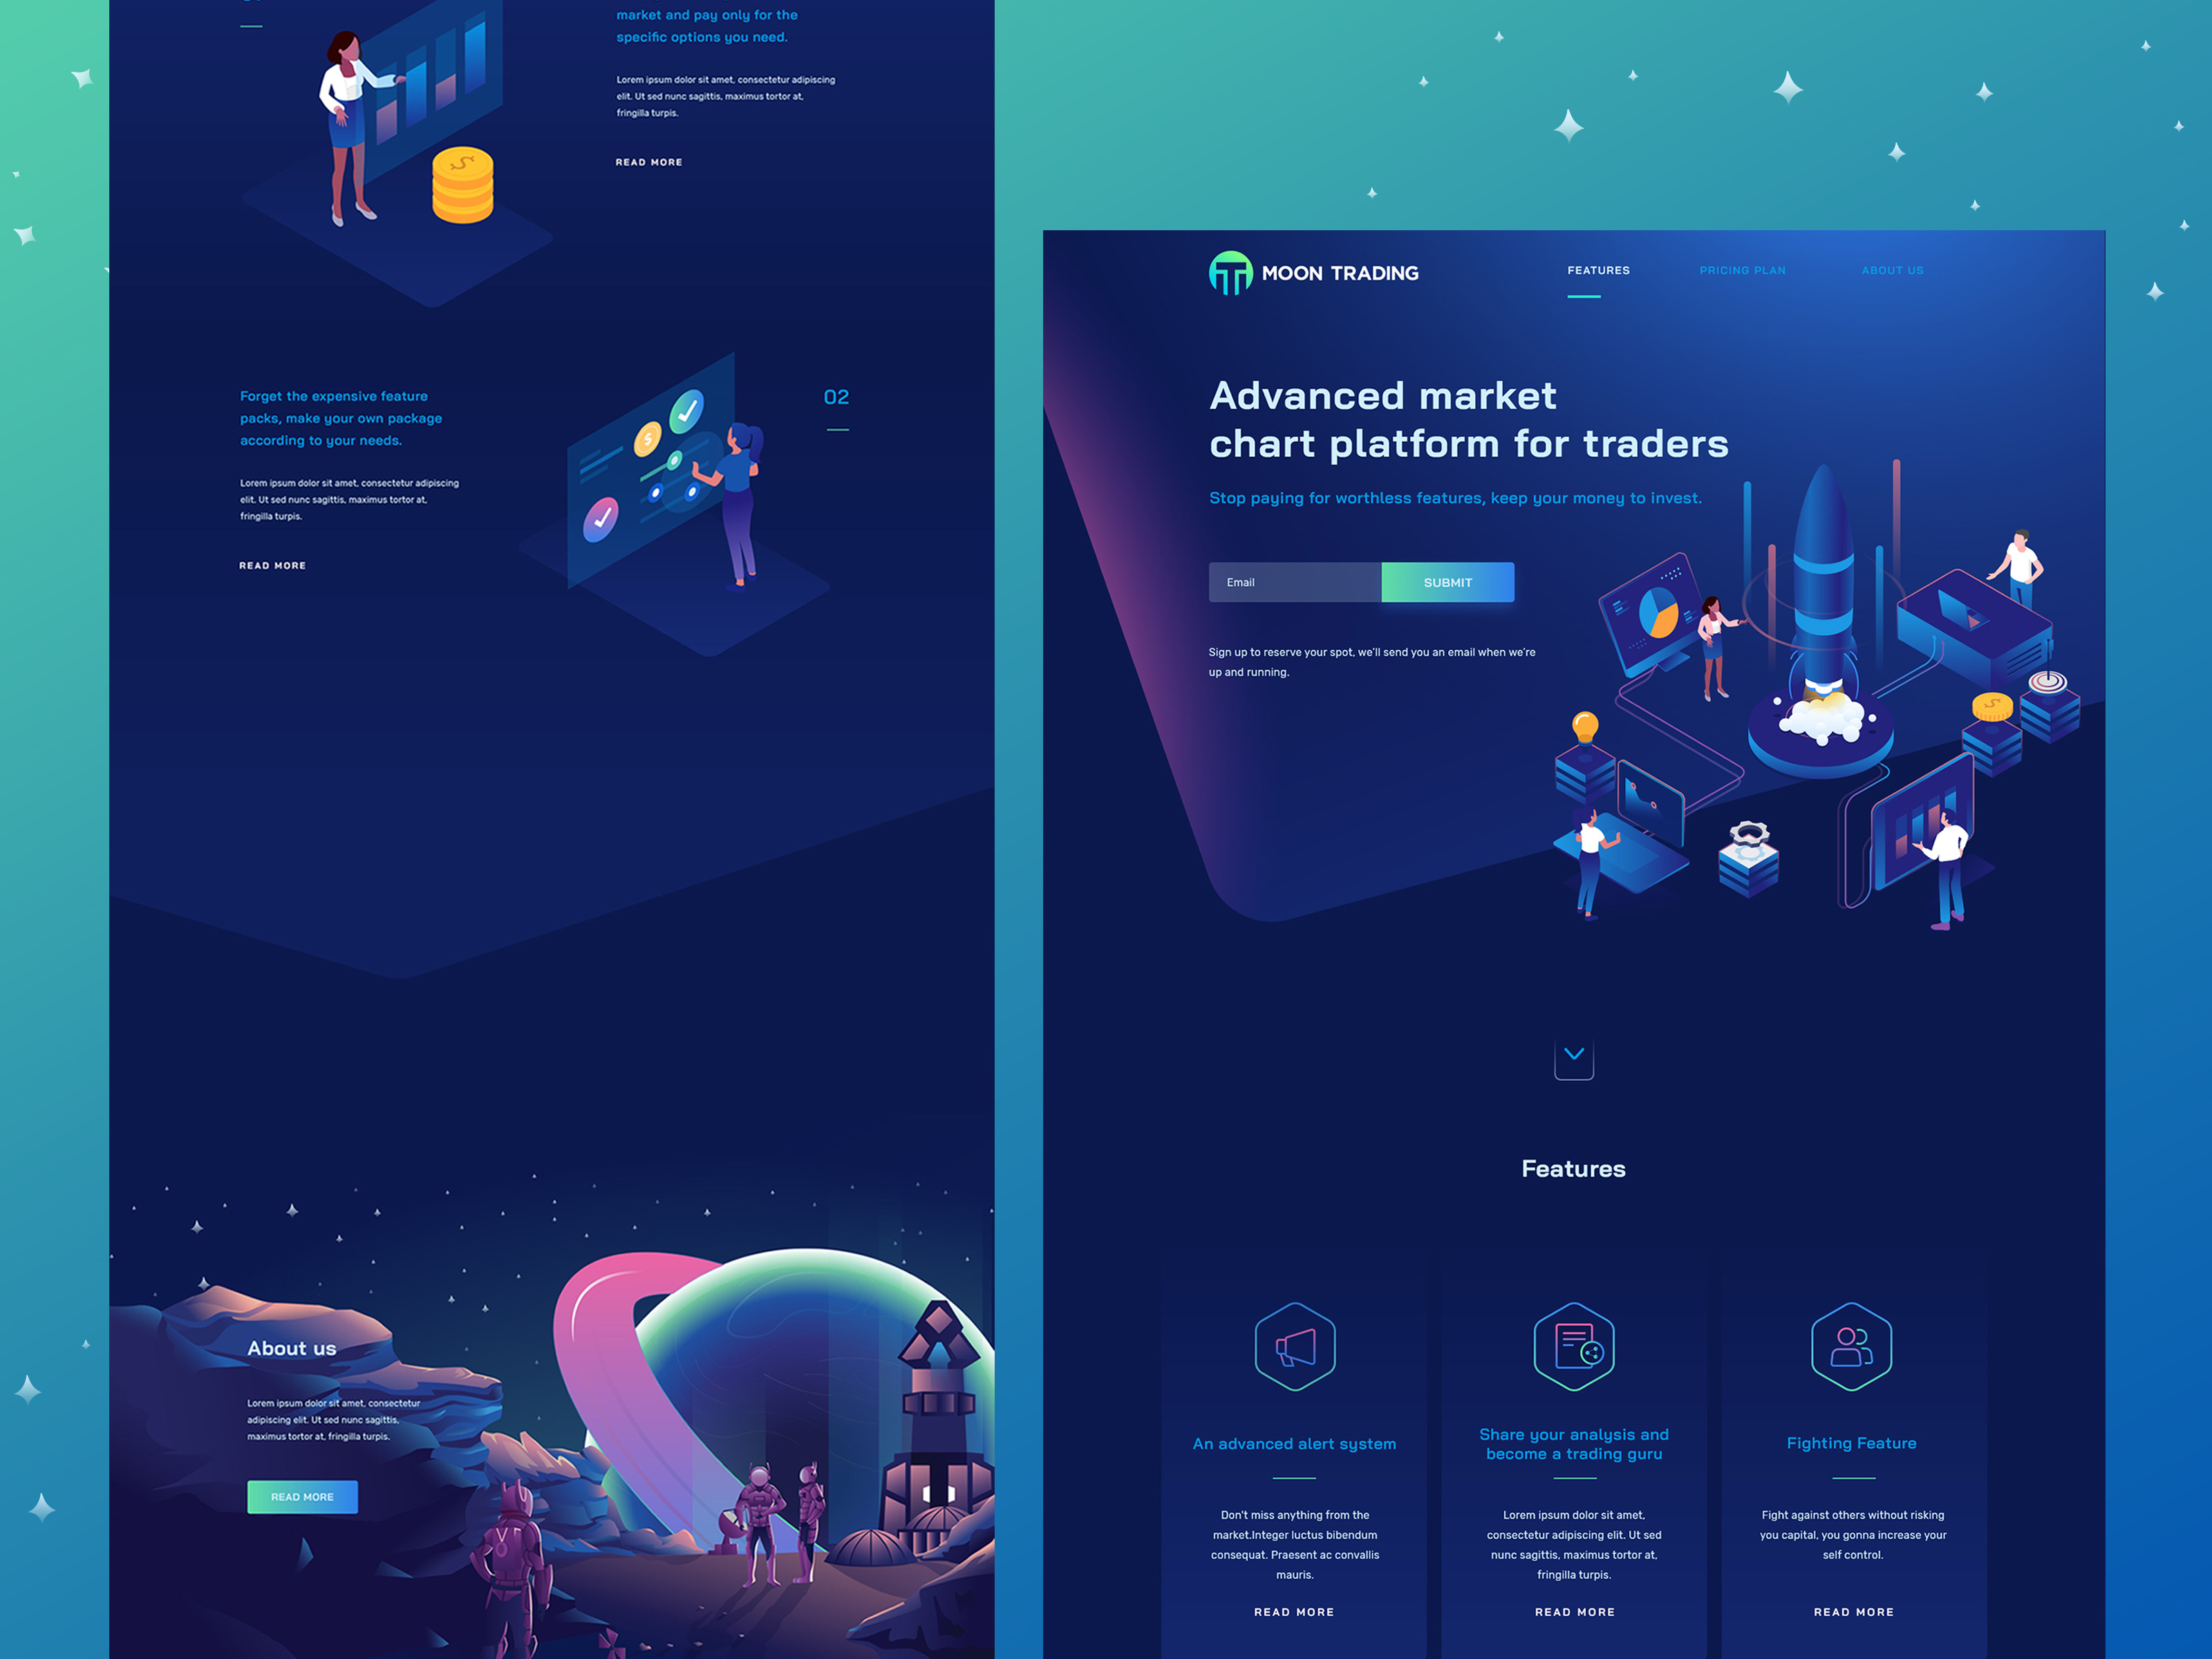 market and pay only for the
specific options you need.
Lorem ipsum dolor sit amet, consectetur adipiscing
elit. Ut sed nunc sagittis, maximus tortor at,
fringilla turpis.
READ MORE
Forget the expensive feature
packs, make your own package
according to your needs.
Lorem ipsum dolor sit amet, consectetur adipiscing
elit. Ut sed nunc sagittis, maximus tortor at,
fringilla turpis.
READ MORE
02
About us
Lorem ipsum dolor sit amet, consectetur
adipiscing elit. Ut sed nunc sagittis,
maximus tortor at, fringilla turpis.
READ MORE
MOON TRADING
FEATURES
PRICING PLAN
ABOUT US
Advanced market
chart platform for traders
Stop paying for worthless features, keep your money to invest.
Email
SUBMIT
Sign up to reserve your spot, we'll send you an email when we're
up and running.
Features
An advanced alert system
Don't miss anything from the
market.Integer luctus bibendum
consequat. Praesent ac convallis
mauris.
READ MORE
Share your analysis and
become a trading guru
Lorem ipsum dolor sit amet,
consectetur adipiscing elit. Ut sed
nunc sagittis, maximus tortor at,
fringilla turpis.
READ MORE
Fighting Feature
Fight against others without risking
you capital, you gonna increase your
self control.
READ MORE